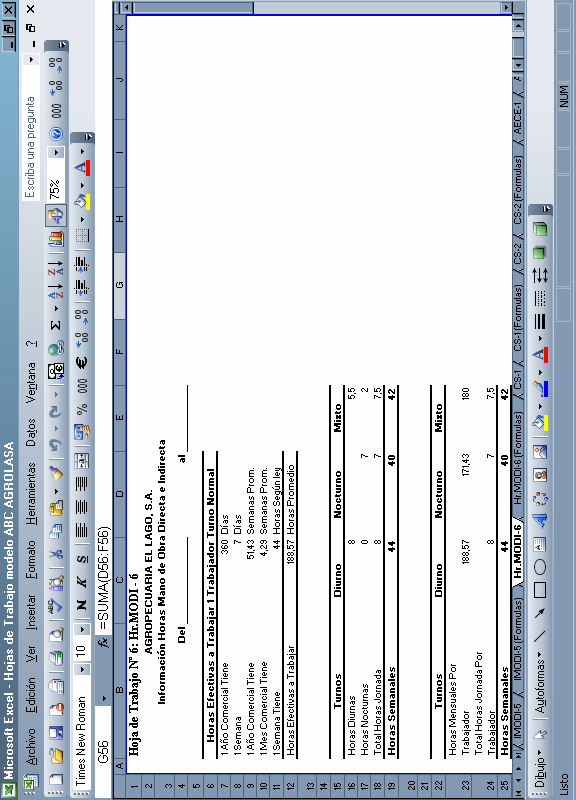 Microsoft Excel - Hojas de Trabajo modelo ABC AGROLASA
Archivo Edición Ver Insertar Formato Herramientas Datos Ventana ? Escriba una pregunta
75%
Times New Roman 10 N K S % 000 €
G56 fx =SUMA(D56:F56)
A B C D E F G H I J K
1 Hoja de Trabajo Nº 6: Hr.MODI - 6
2 AGROPECUARIA EL LAGO, S.A.
3 Información Horas Mano de Obra Directa e Indirecta
4 Del al
5
6 Horas Efectivas a Trabajar 1 Trabajador Turno Normal
7 1 Año Comercial Tiene 360 Días
8 1 Semana 7 Días
9 1 Año Comercial Tiene 51,43 Semanas Prom.
10 1 Mes Comercial Tiene 4,29 Semanas Prom.
11 1 Semana Tiene 44 Horas Según ley
12 Horas Efectivas a Trabajar 188,57 Horas Promedio
13
14
15 Turnos Diurno Nocturno Mixto
16 Horas Diurnas 8 5,5
17 Horas Nocturnas 0 7 2
18 Total Horas Jornada 8 7 7,5
19 Horas Semanales 44 40 42
20
21
22 Turnos Diurno Nocturno Mixto
Horas Mensuales Por
23 Trabajador 188,57 171,43 180
Total Horas Jornada Por
24 Trabajador 8 7 7,5
25 Horas Semanales 44 40 42
MODI-5 MODI-5 (Formulas) Hr.MODI-6 Hr.MODI-6 (Formulas) CS-1 CS-1 (Formulas) CS-2 CS-2 (Formulas) AECE-1
Dibujo Autoformas
Listo NUM